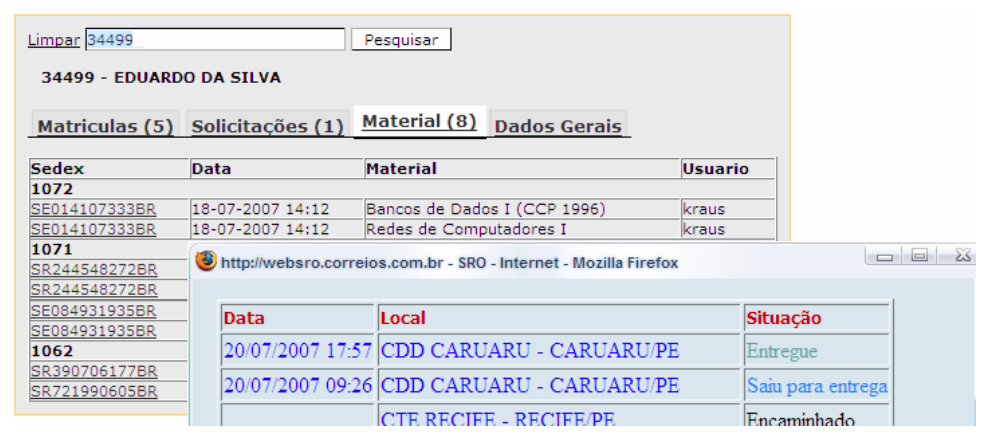 Limpar 34499 Pesquisar
34499 - EDUARDO DA SILVA
Matriculas (5) Solicitações (1) Material (8) Dados Gerais
Sedex Data Material Usuario
1072
SE014107333BR 18-07-2007 14:12 Bancos de Dados I (CCP 1996) kraus
SE014107333BR 18-07-2007 14:12 Redes de Computadores I kraus
1071
SR244548272BR
SR244548272BR
SE084931935BR
SE084931935BR
1062
SR390706177BR
SR721990605BR
http://websro.correios.com.br - SRO - Internet - Mozilla Firefox
Data Local Situação
20/07/2007 17:57 CDD CARUARU - CARUARU/PE Entregue
20/07/2007 09:26 CDD CARUARU - CARUARU/PE Saiu para entrega
CTE RECIFE - RECIFE/PE Encaminhado